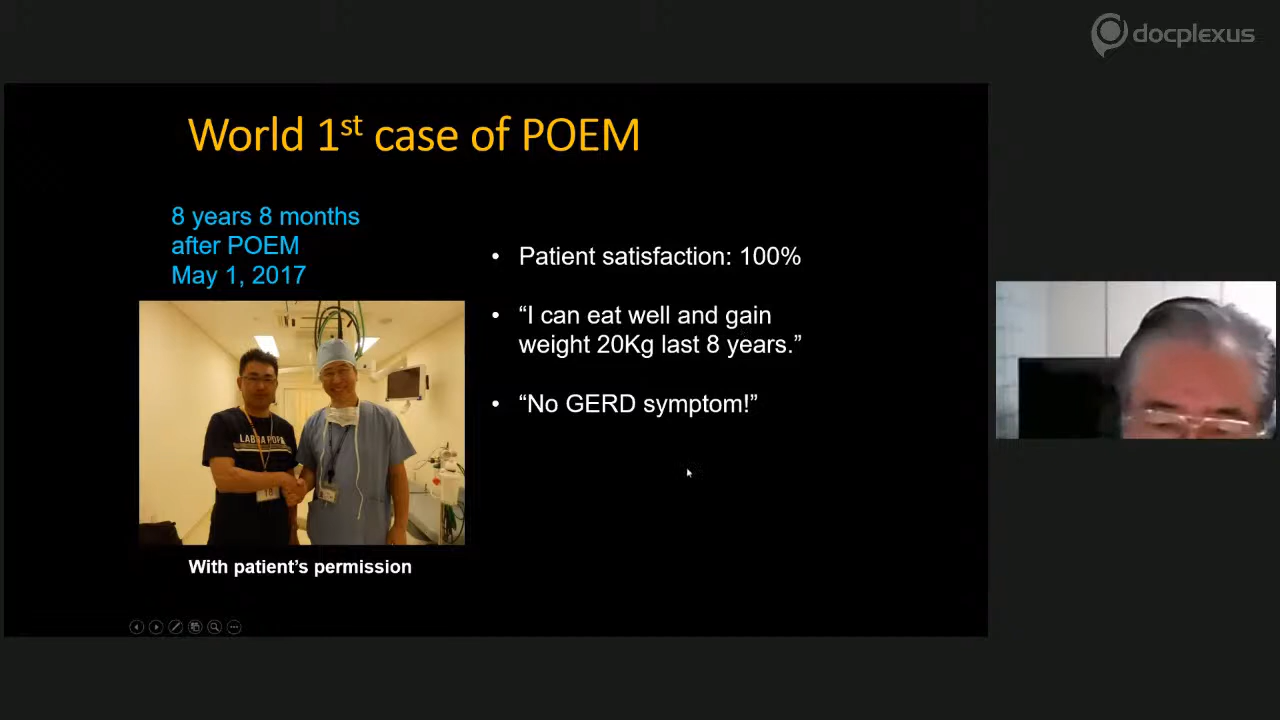 docplexus
World 1st case of POEM
8 years 8 months
after POEM
May 1, 2017
• Patient satisfaction: 100%
• “I can eat well and gain
weight 20Kg last 8 years.”
• “No GERD symptom!”
With patient’s permission